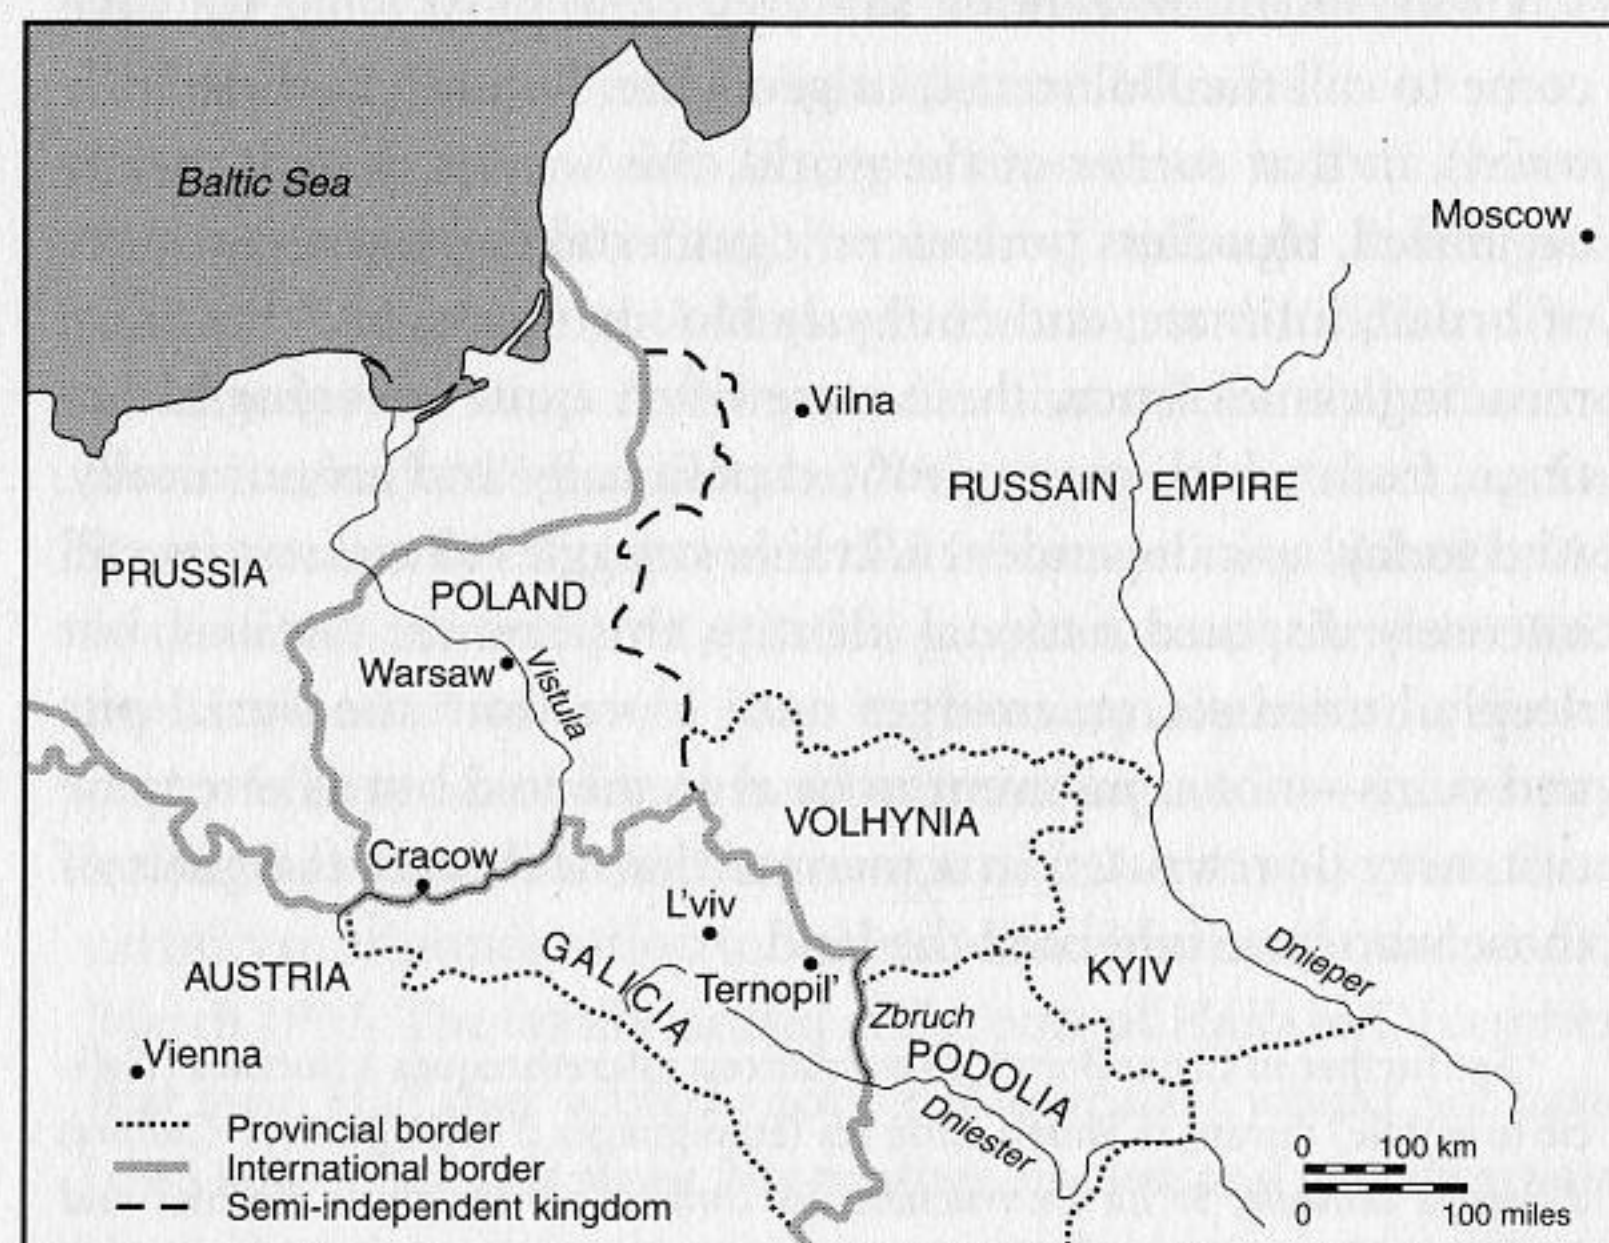 Baltic Sea
Moscow
Vilna
RUSSAIN EMPIRE
PRUSSIA
POLAND
Warsaw
Vistula
VOLHYNIA
Cracow
L'viv
GALICIA
Ternopil'
AUSTRIA
KYIV
Dnieper
Zbruch
PODOLIA
Vienna
Dniester
Provincial border
International border
Semi-independent kingdom
0 100 km
0 100 miles